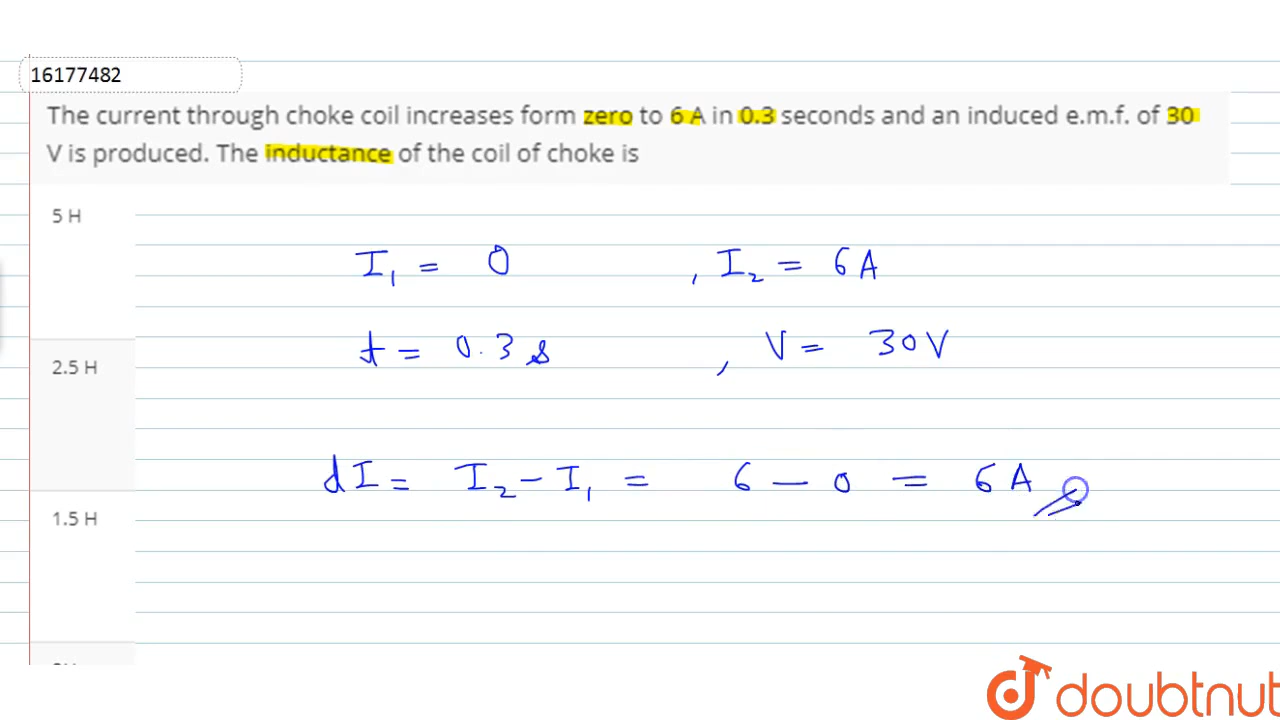 16177482
The current through choke coil increases form zero to 6 A in 0.3 seconds and an induced e.m.f. of 30
V is produced. The inductance of the coil of choke is
5 H
I₁ = 0 , I₂ = 6A
t = 0.3 s , V = 30V
2.5 H
dI = I₂ - I₁ = 6 - 0 = 6A
1.5 H
doubtnut